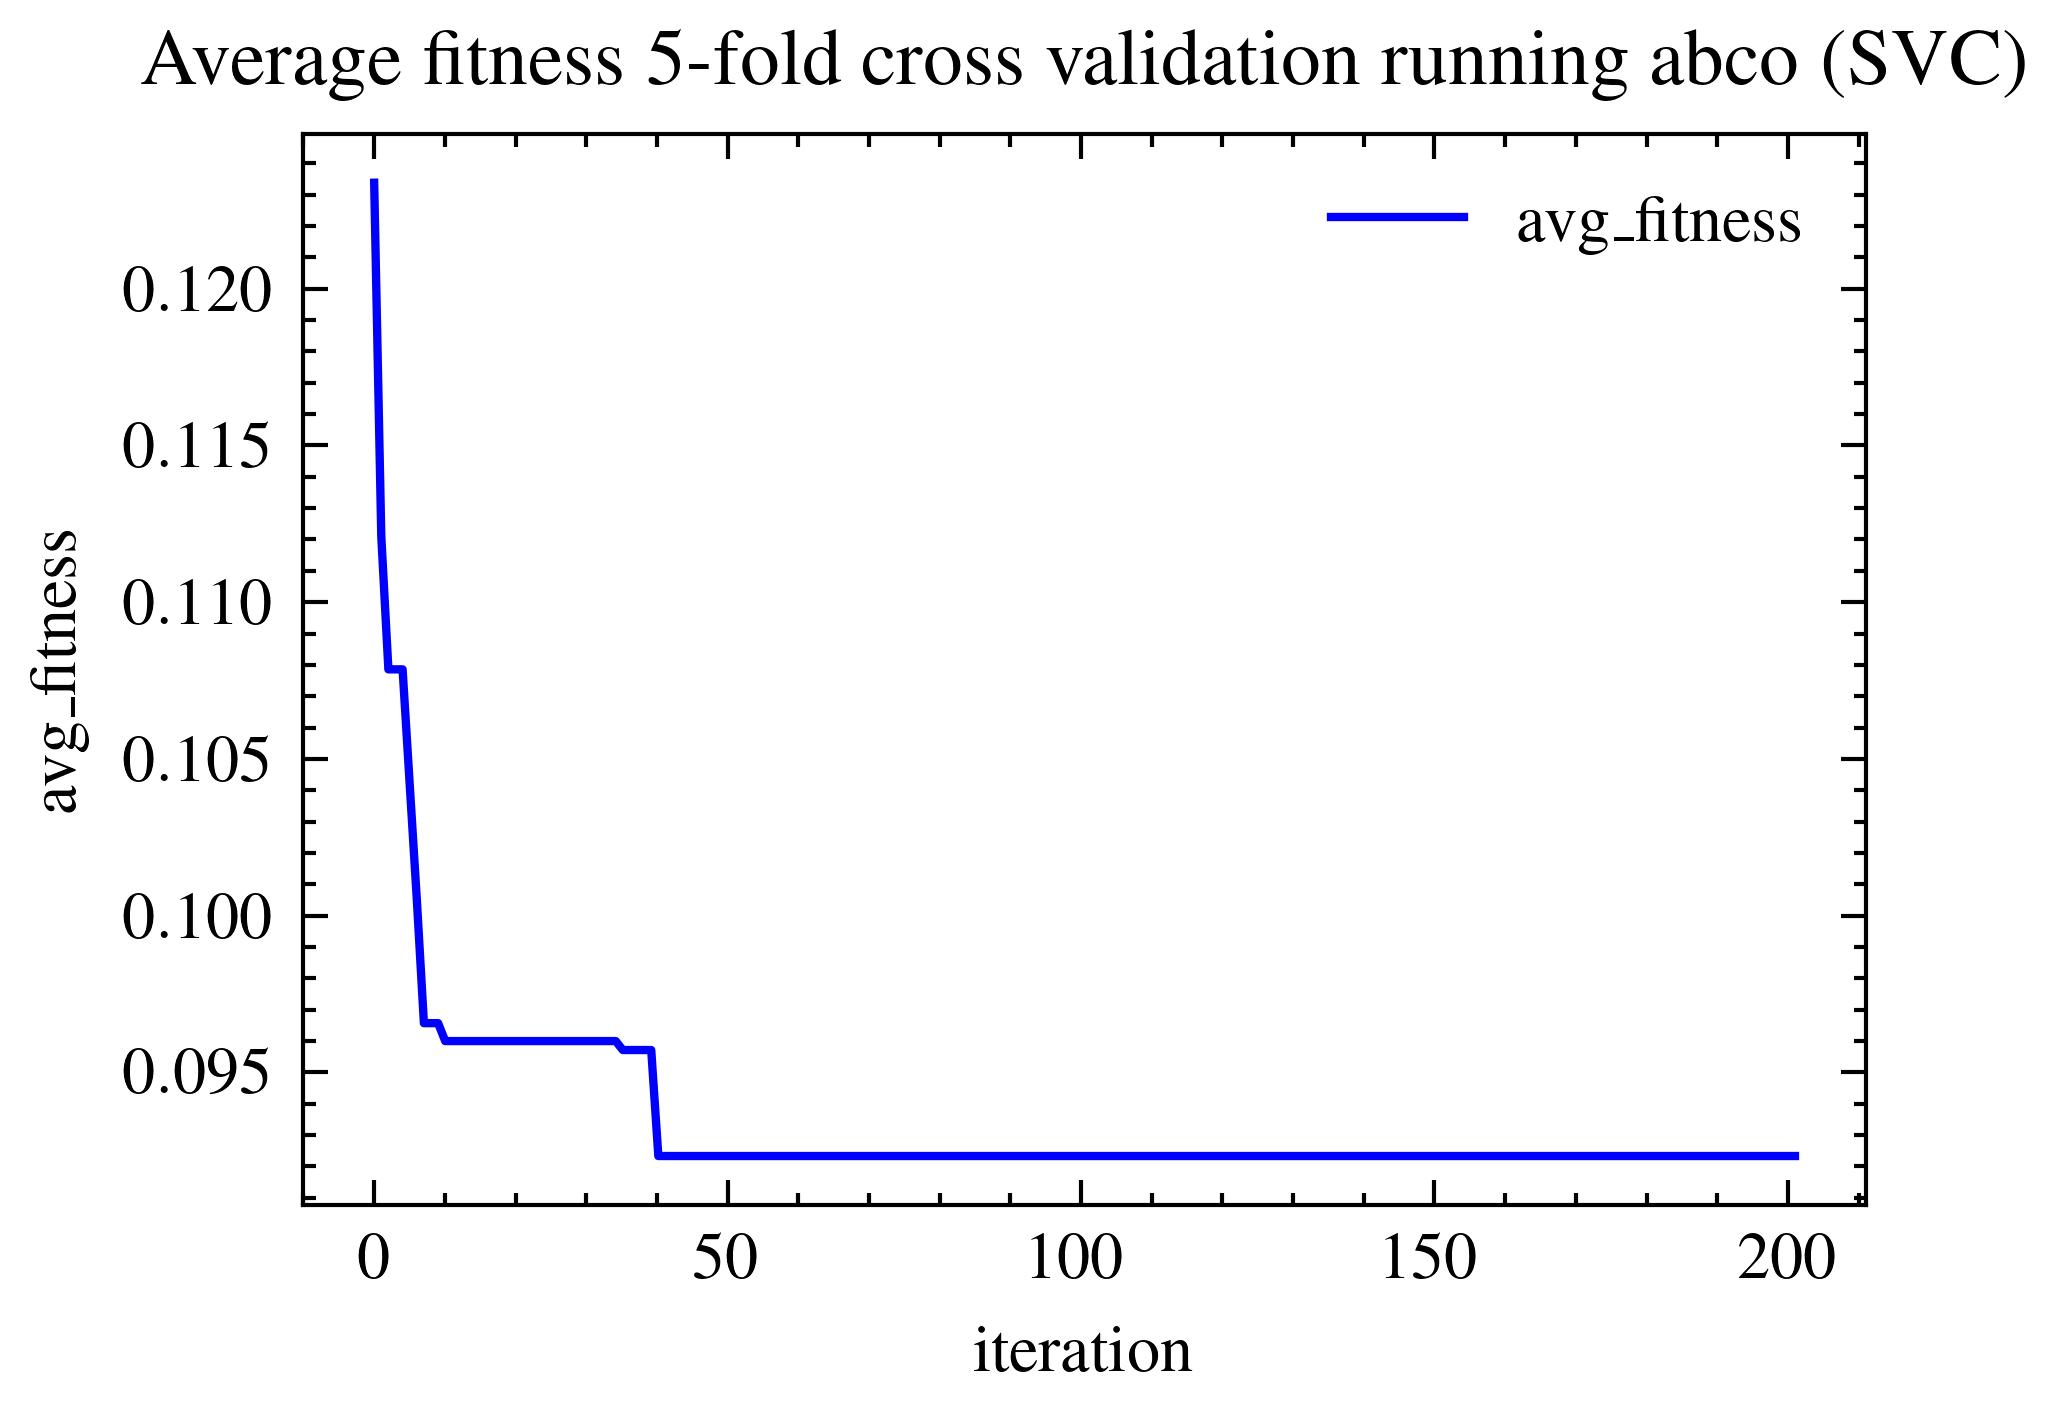 Average fitness 5-fold cross validation running abco (SVC)
avg_fitness
0.120
0.115
0.110
0.105
0.100
0.095
avg_fitness
0 50 100 150 200
iteration